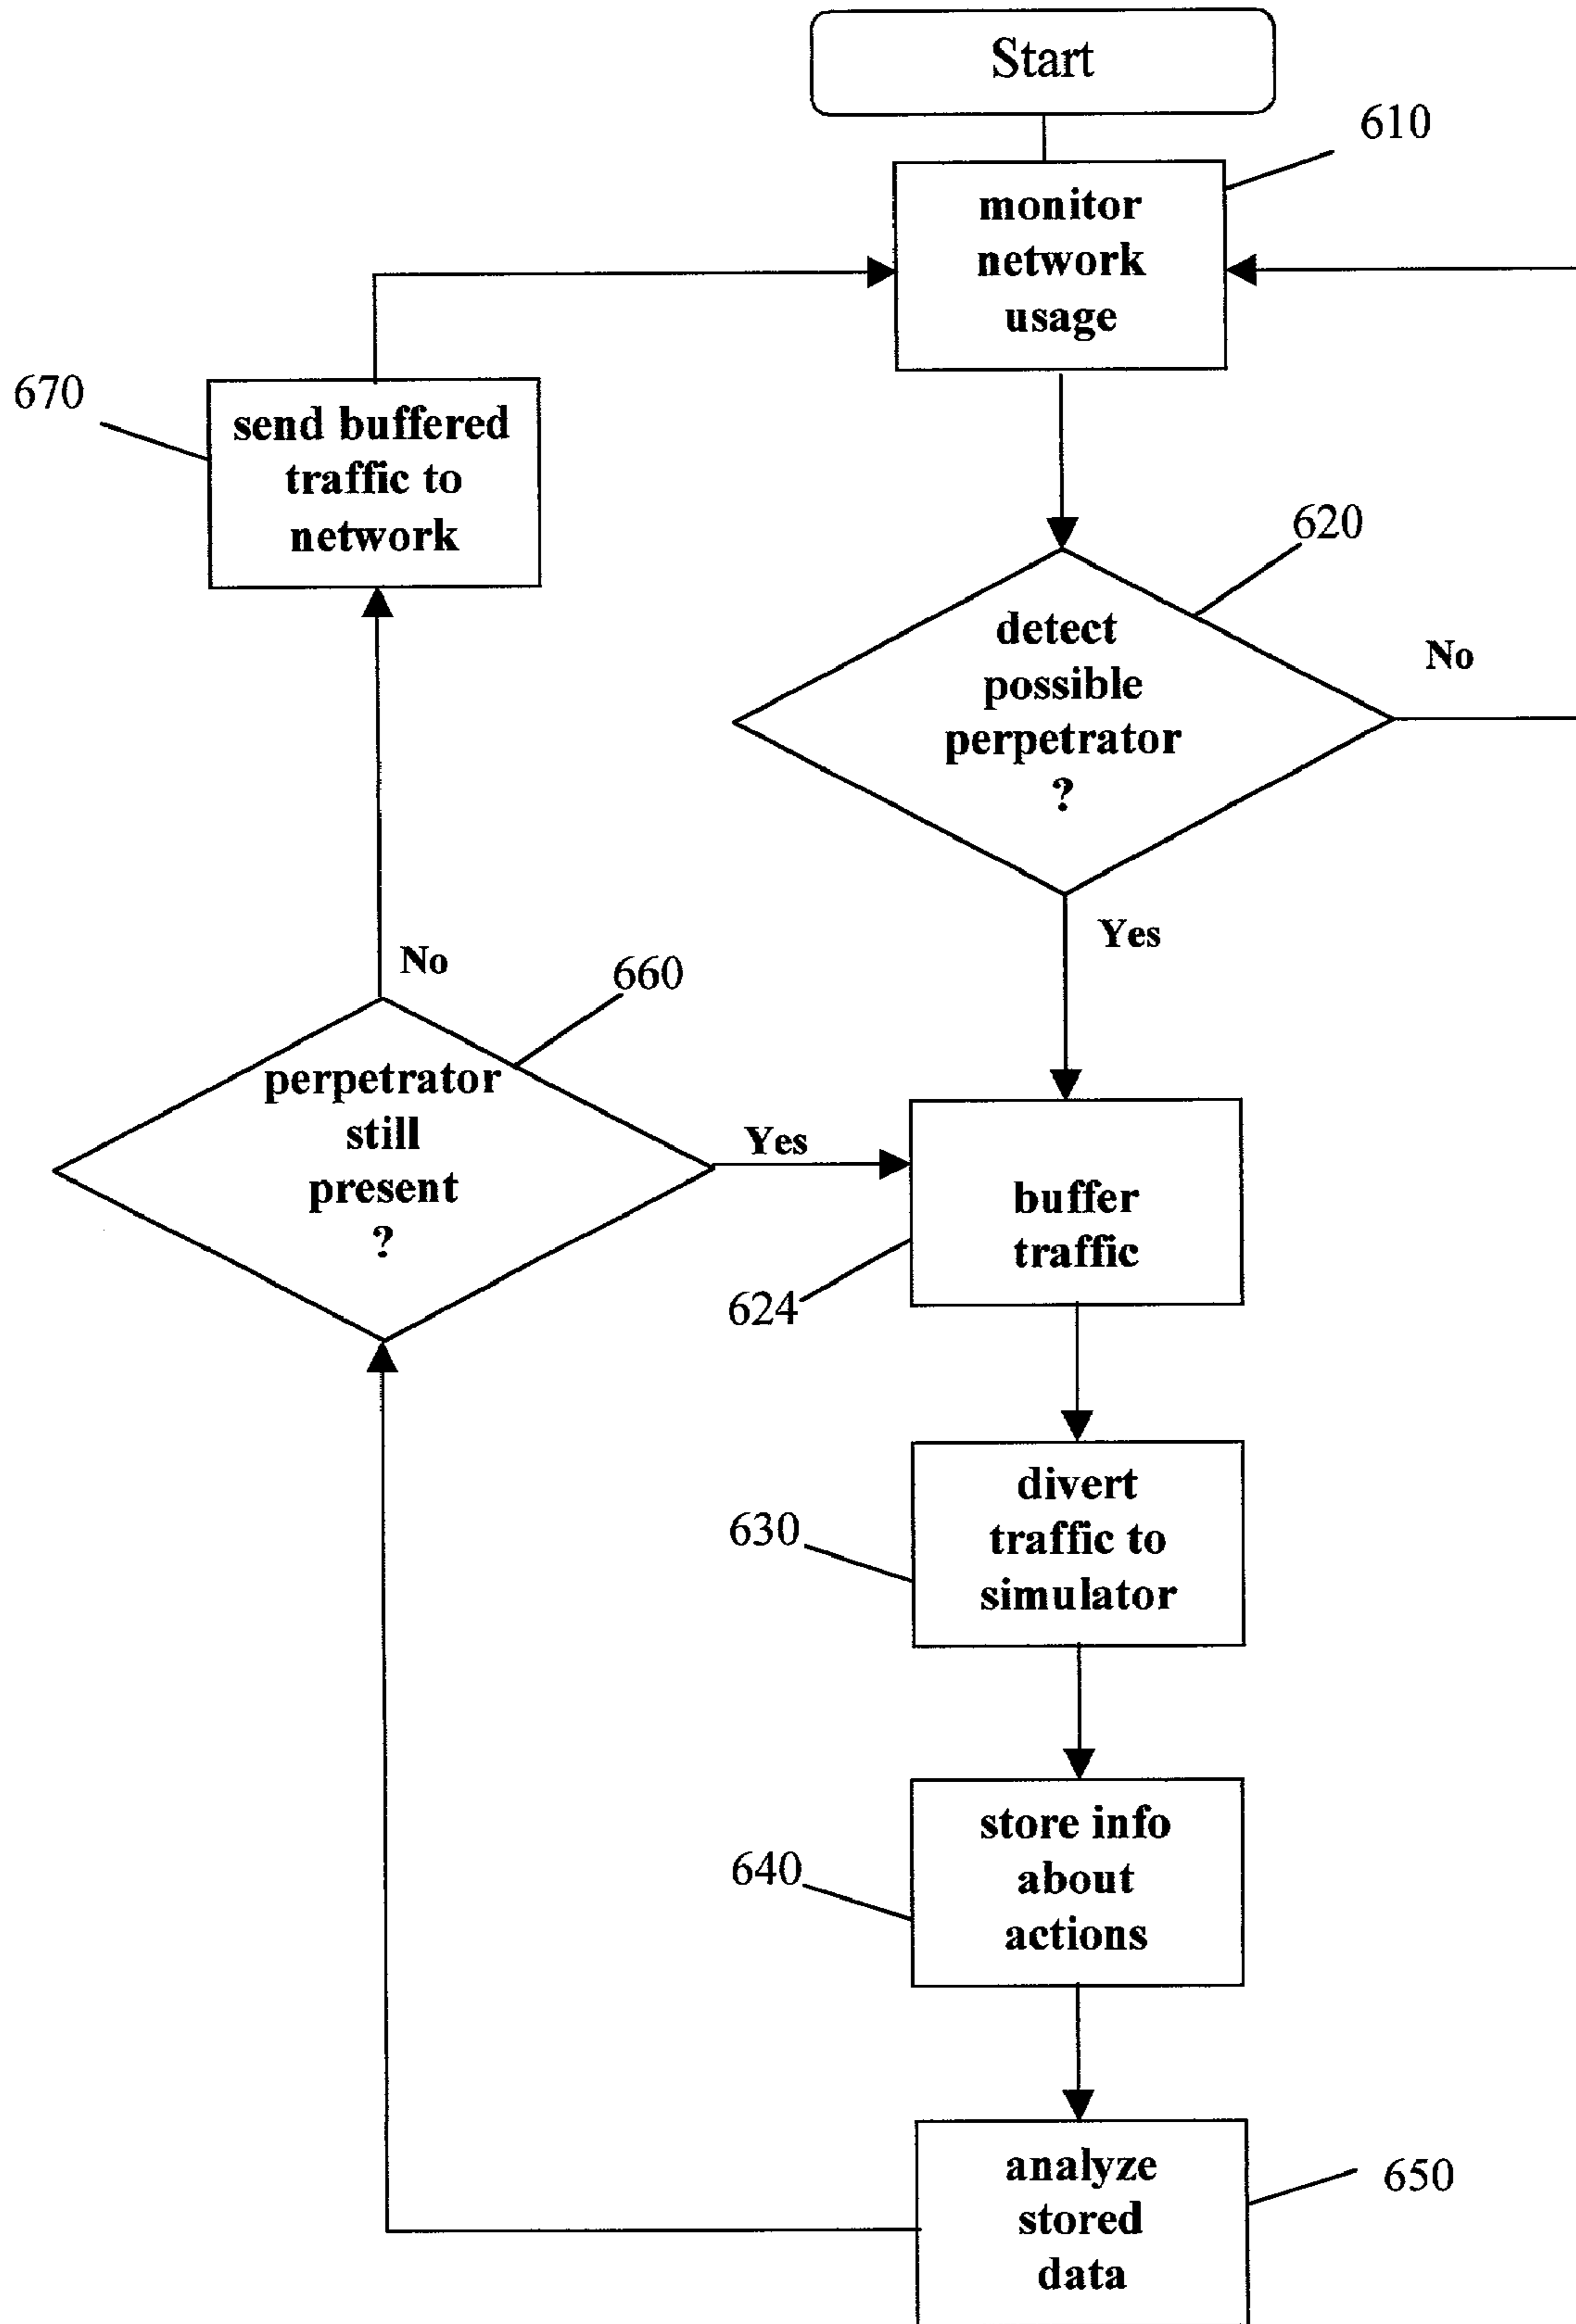 Start
610
monitor
network
usage
670
send buffered
traffic to
network
620
detect
possible
perpetrator
?
No
Yes
No
660
perpetrator
still
present
?
Yes
buffer
traffic
624
divert
traffic to
simulator
630
store info
about
actions
640
analyze
stored
data
650